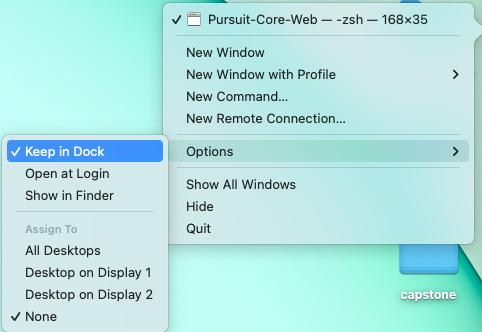 ✓ Pursuit-Core-Web — -zsh — 168×35
New Window
New Window with Profile
New Command...
New Remote Connection...
Options
Show All Windows
Hide
Quit
✓ Keep in Dock
Open at Login
Show in Finder
Assign To
All Desktops
Desktop on Display 1
Desktop on Display 2
✓ None
capstone